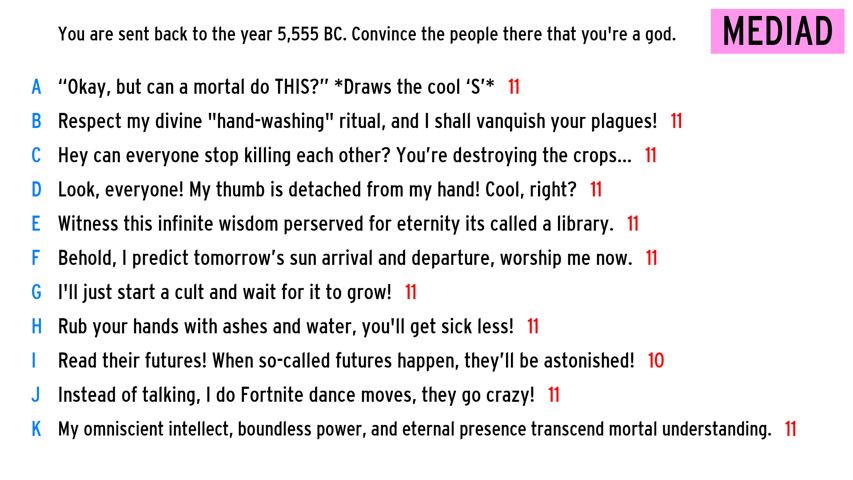 You are sent back to the year 5,555 BC. Convince the people there that you're a god.
MEDIAD
A “Okay, but can a mortal do THIS?” *Draws the cool ‘S’* 11
B Respect my divine "hand-washing" ritual, and I shall vanquish your plagues! 11
C Hey can everyone stop killing each other? You’re destroying the crops... 11
D Look, everyone! My thumb is detached from my hand! Cool, right? 11
E Witness this infinite wisdom perserved for eternity its called a library. 11
F Behold, I predict tomorrow’s sun arrival and departure, worship me now. 11
G I'll just start a cult and wait for it to grow! 11
H Rub your hands with ashes and water, you'll get sick less! 11
I Read their futures! When so-called futures happen, they’ll be astonished! 10
J Instead of talking, I do Fortnite dance moves, they go crazy! 11
K My omniscient intellect, boundless power, and eternal presence transcend mortal understanding. 11